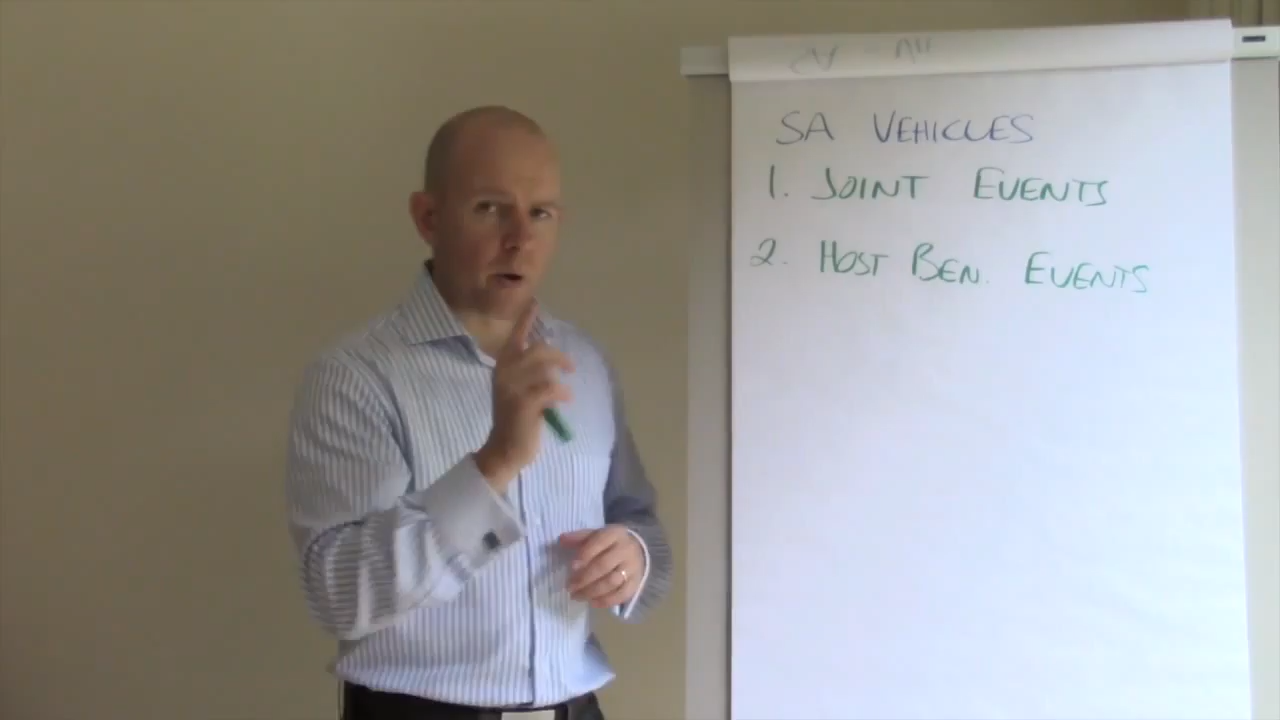 SA VEHICLES
1. JOINT EVENTS
2. HOST BEN. EVENTS